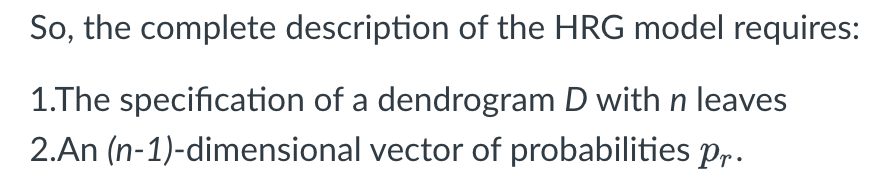 So, the complete description of the HRG model requires:
1.The specification of a dendrogram D with n leaves
2.An (n-1)-dimensional vector of probabilities pᵣ.